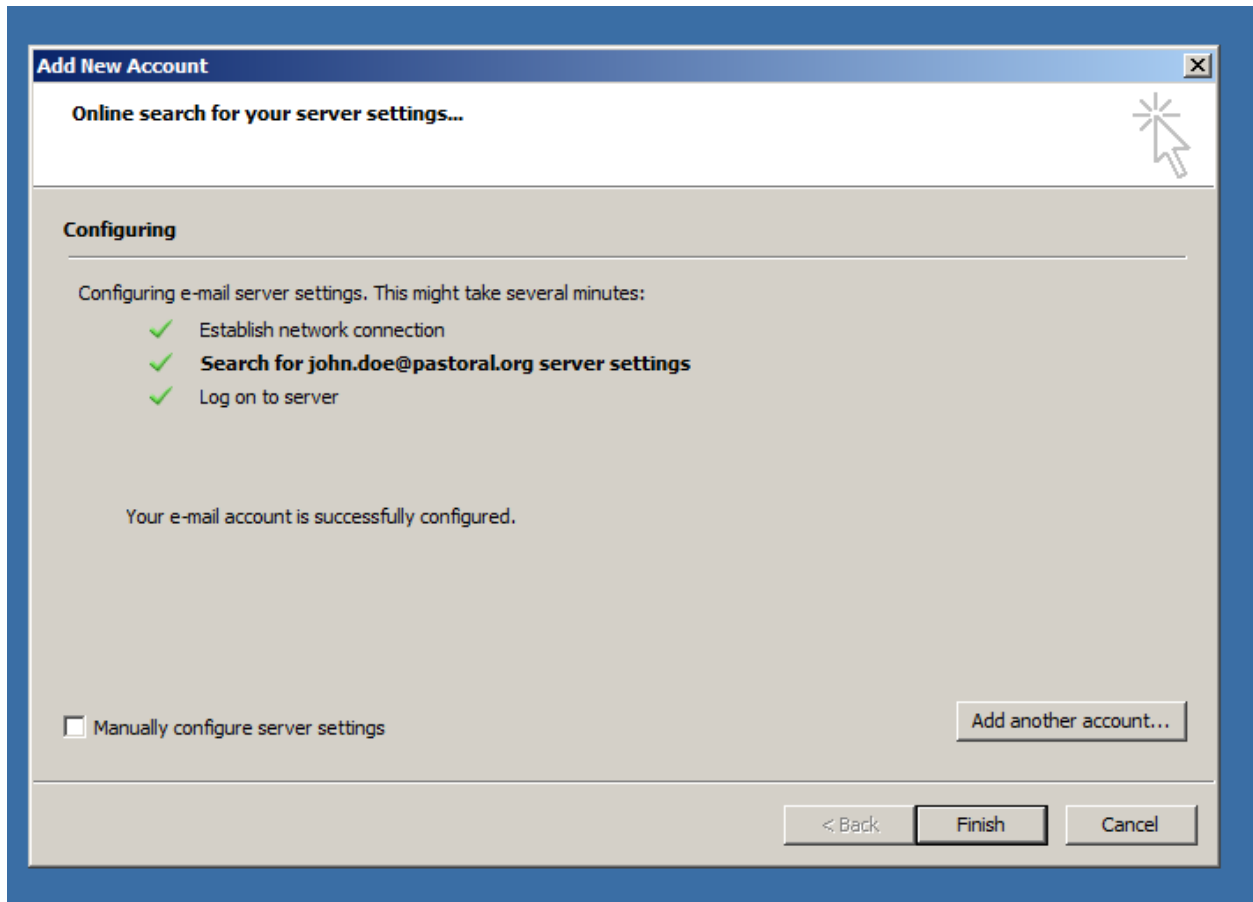 Add New Account
Online search for your server settings...
Configuring
Configuring e-mail server settings. This might take several minutes:
Establish network connection
Search for john.doe@pastoral.org server settings
Log on to server
Your e-mail account is successfully configured.
Manually configure server settings
Add another account...
< Back
Finish
Cancel